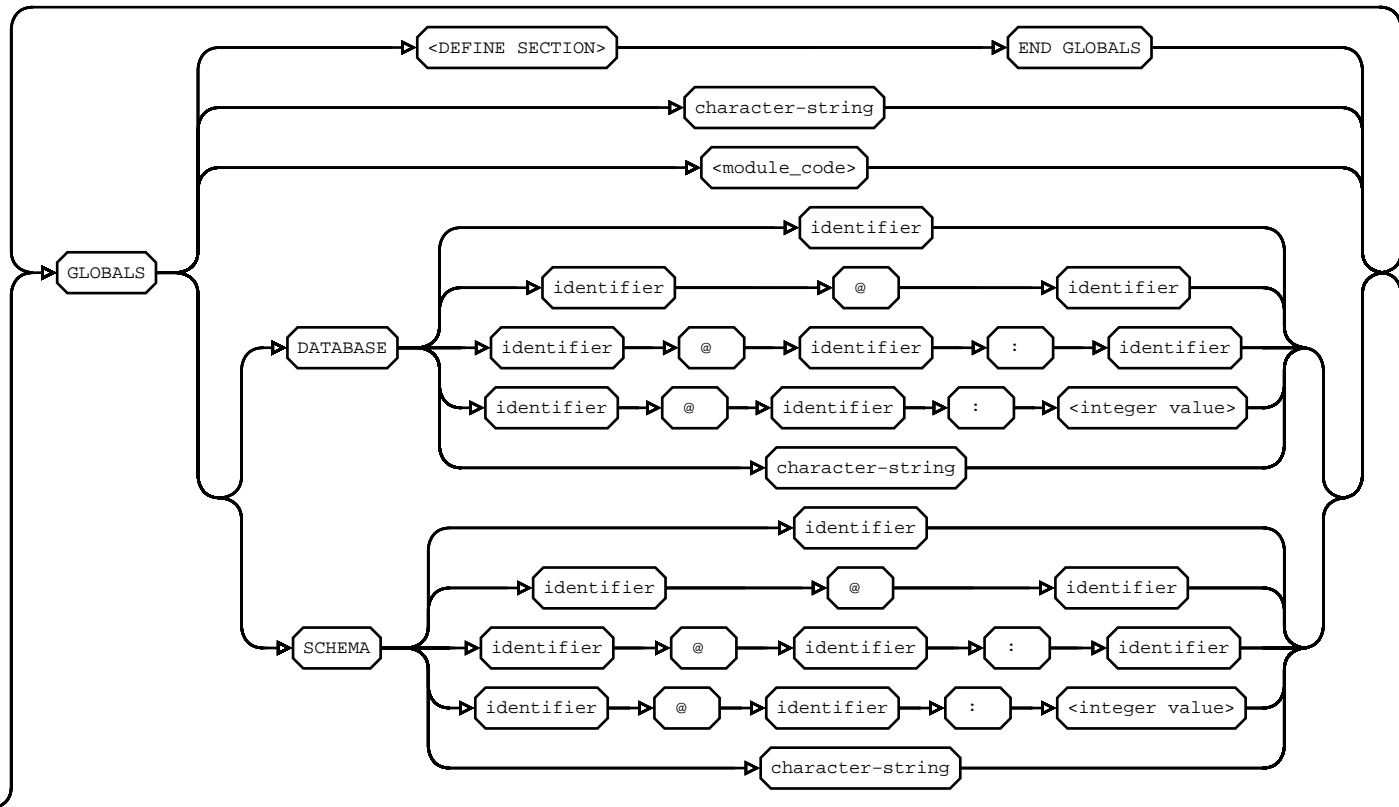 <DEFINE SECTION> END GLOBALS
character-string
<module_code>
identifier
GLOBALS
identifier @ identifier
DATABASE identifier @ identifier : identifier
identifier @ identifier : <integer value>
character-string
identifier
identifier @ identifier
SCHEMA identifier @ identifier : identifier
identifier @ identifier : <integer value>
character-string